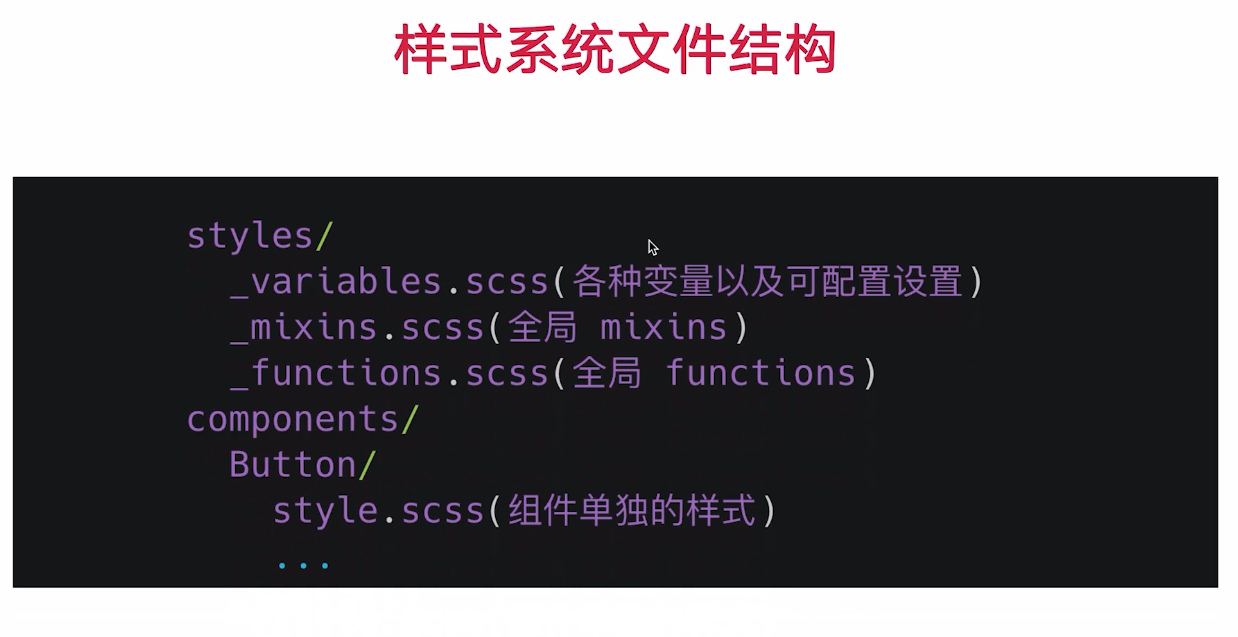 样式系统文件结构
styles/
_variables.scss(各种变量以及可配置设置)
_mixins.scss(全局 mixins)
_functions.scss(全局 functions)
components/
Button/
style.scss(组件单独的样式)
...